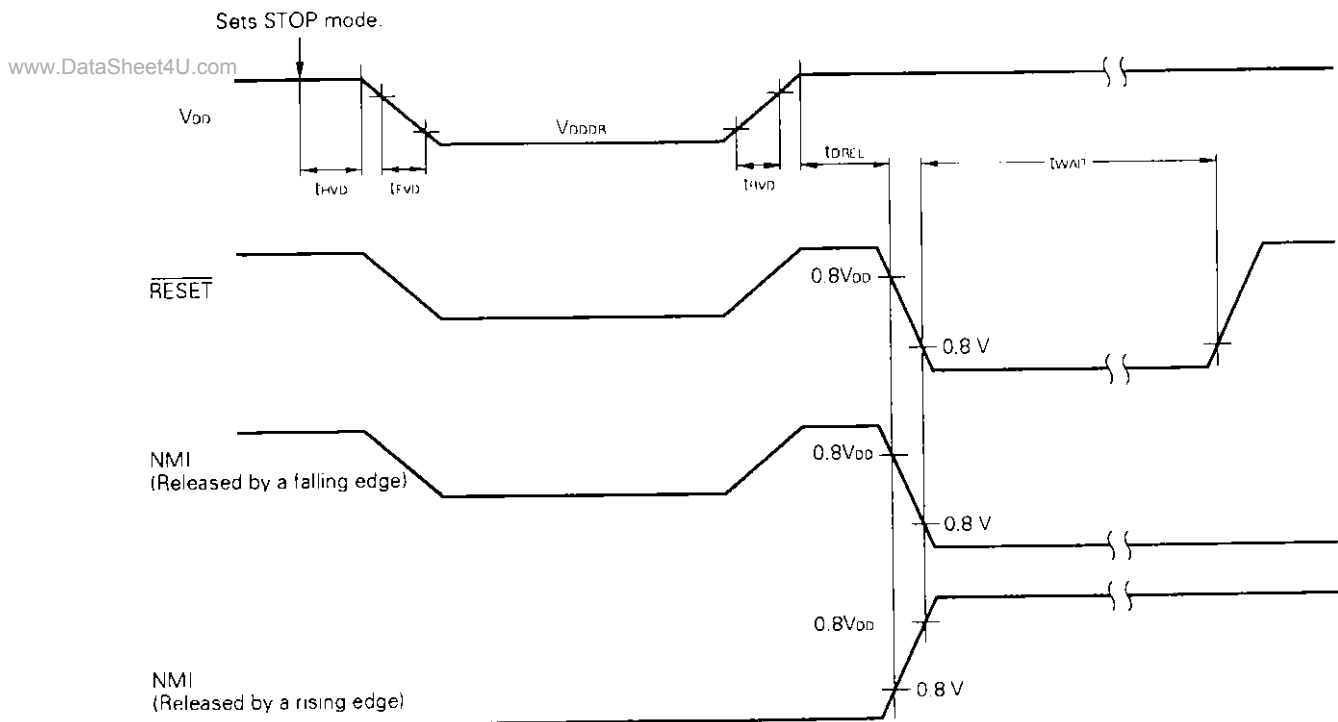 Sets STOP mode.
www.DataSheet4U.com
VDD
VDDDR
tHVD
tFVD
tRVD
tDREL
tWAIT
RESET
0.8VDD
0.8 V
NMI
(Released by a falling edge)
0.8VDD
0.8 V
0.8VDD
NMI
(Released by a rising edge)
0.8 V